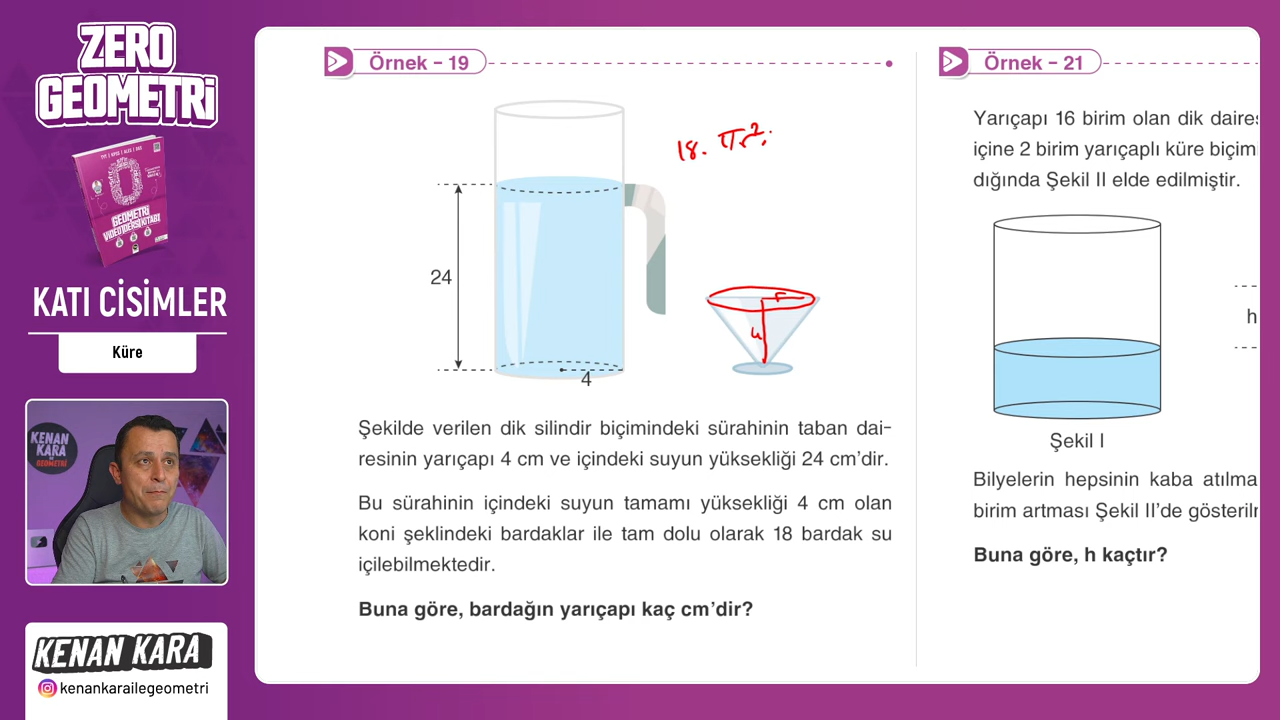 ZERO
GEOMETRİ
GEOMETRİ
VİDEO DERS KİTABI
KATI CİSİMLER
Küre
KENAN
KARA
GEOMETRİ
KENAN KARA
kenankarailegeometri
Örnek - 19
18. πr².
24
4
r
4
Şekilde verilen dik silindir biçimindeki sürahinin taban dai-
resinin yarıçapı 4 cm ve içindeki suyun yüksekliği 24 cm'dir.
Bu sürahinin içindeki suyun tamamı yüksekliği 4 cm olan
koni şeklindeki bardaklar ile tam dolu olarak 18 bardak su
içilebilmektedir.
Buna göre, bardağın yarıçapı kaç cm'dir?
Örnek - 21
Yarıçapı 16 birim olan dik daires
içine 2 birim yarıçaplı küre biçim
dığında Şekil II elde edilmiştir.
h
Şekil I
Bilyelerin hepsinin kaba atılma
birim artması Şekil II'de gösteriln
Buna göre, h kaçtır?